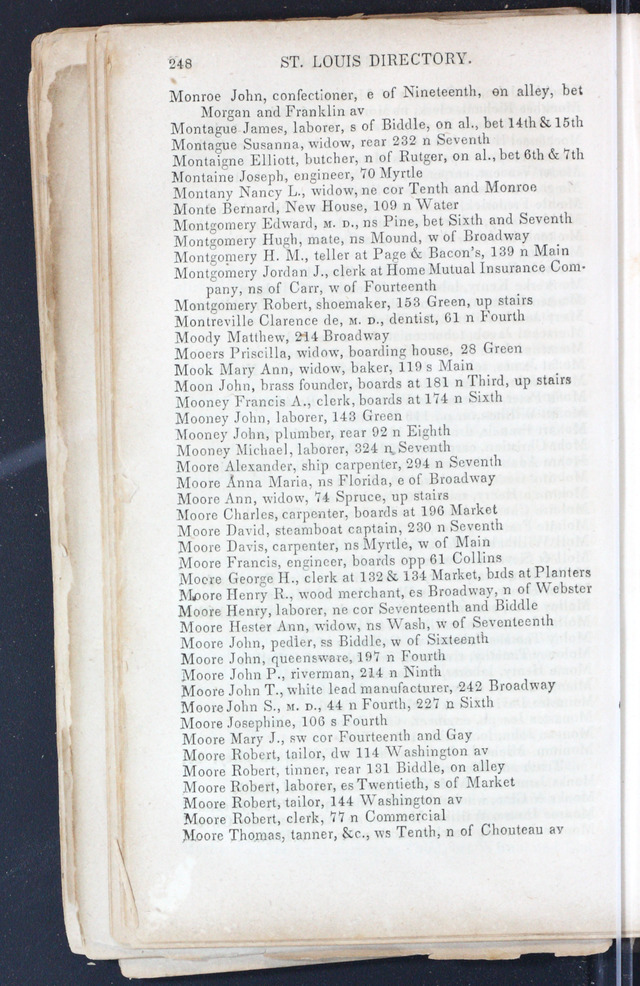 248 ST. LOUIS DIRECTORY.
Monroe John, confectioner, e of Nineteenth, on alley, bet
Morgan and Franklin av
Montague James, laborer, s of Biddle, on al., bet 14th & 15th
Montague Susanna, widow, rear 232 n Seventh
Montaigne Elliott, butcher, n of Rutger, on al., bet 6th & 7th
Montaine Joseph, engineer, 70 Myrtle
Montany Nancy L., widow, ne cor Tenth and Monroe
Monte Bernard, New House, 109 n Water
Montgomery Edward, M. D., ns Pine, bet Sixth and Seventh
Montgomery Hugh, mate, ns Mound, w of Broadway
Montgomery H. M., teller at Page & Bacon's, 139 n Main
Montgomery Jordan J., clerk at Home Mutual Insurance Com-
pany, ns of Carr, w of Fourteenth
Montgomery Robert, shoemaker, 153 Green, up stairs
Montreville Clarence de, M. D., dentist, 61 n Fourth
Moody Matthew, 214 Broadway
Mooers Priscilla, widow, boarding house, 28 Green
Mook Mary Ann, widow, baker, 119 s Main
Moon John, brass founder, boards at 181 n Third, up stairs
Mooney Francis A., clerk, boards at 174 n Sixth
Mooney John, laborer, 143 Green
Mooney John, plumber, rear 92 n Eighth
Mooney Michael, laborer, 324 n Seventh
Moore Alexander, ship carpenter, 294 n Seventh
Moore Anna Maria, ns Florida, e of Broadway
Moore Ann, widow, 74 Spruce, up stairs
Moore Charles, carpenter, boards at 196 Market
Moore David, steamboat captain, 230 n Seventh
Moore Davis, carpenter, ns Myrtle, w of Main
Moore Francis, engineer, boards opp 61 Collins
Moore George H., clerk at 132 & 134 Market, bds at Planters
Moore Henry R., wood merchant, es Broadway, n of Webster
Moore Henry, laborer, ne cor Seventeenth and Biddle
Moore Hester Ann, widow, ns Wash, w of Seventeenth
Moore John, pedler, ss Biddle, w of Sixteenth
Moore John, queensware, 197 n Fourth
Moore John P., riverman, 214 n Ninth
Moore John T., white lead manufacturer, 242 Broadway
Moore John S., M. D., 44 n Fourth, 227 n Sixth
Moore Josephine, 106 s Fourth
Moore Mary J., sw cor Fourteenth and Gay
Moore Robert, tailor, dw 114 Washington av
Moore Robert, tinner, rear 131 Biddle, on alley
Moore Robert, laborer, es Twentieth, s of Market
Moore Robert, tailor, 144 Washington av
Moore Robert, clerk, 77 n Commercial
Moore Thomas, tanner, &c., ws Tenth, n of Chouteau av